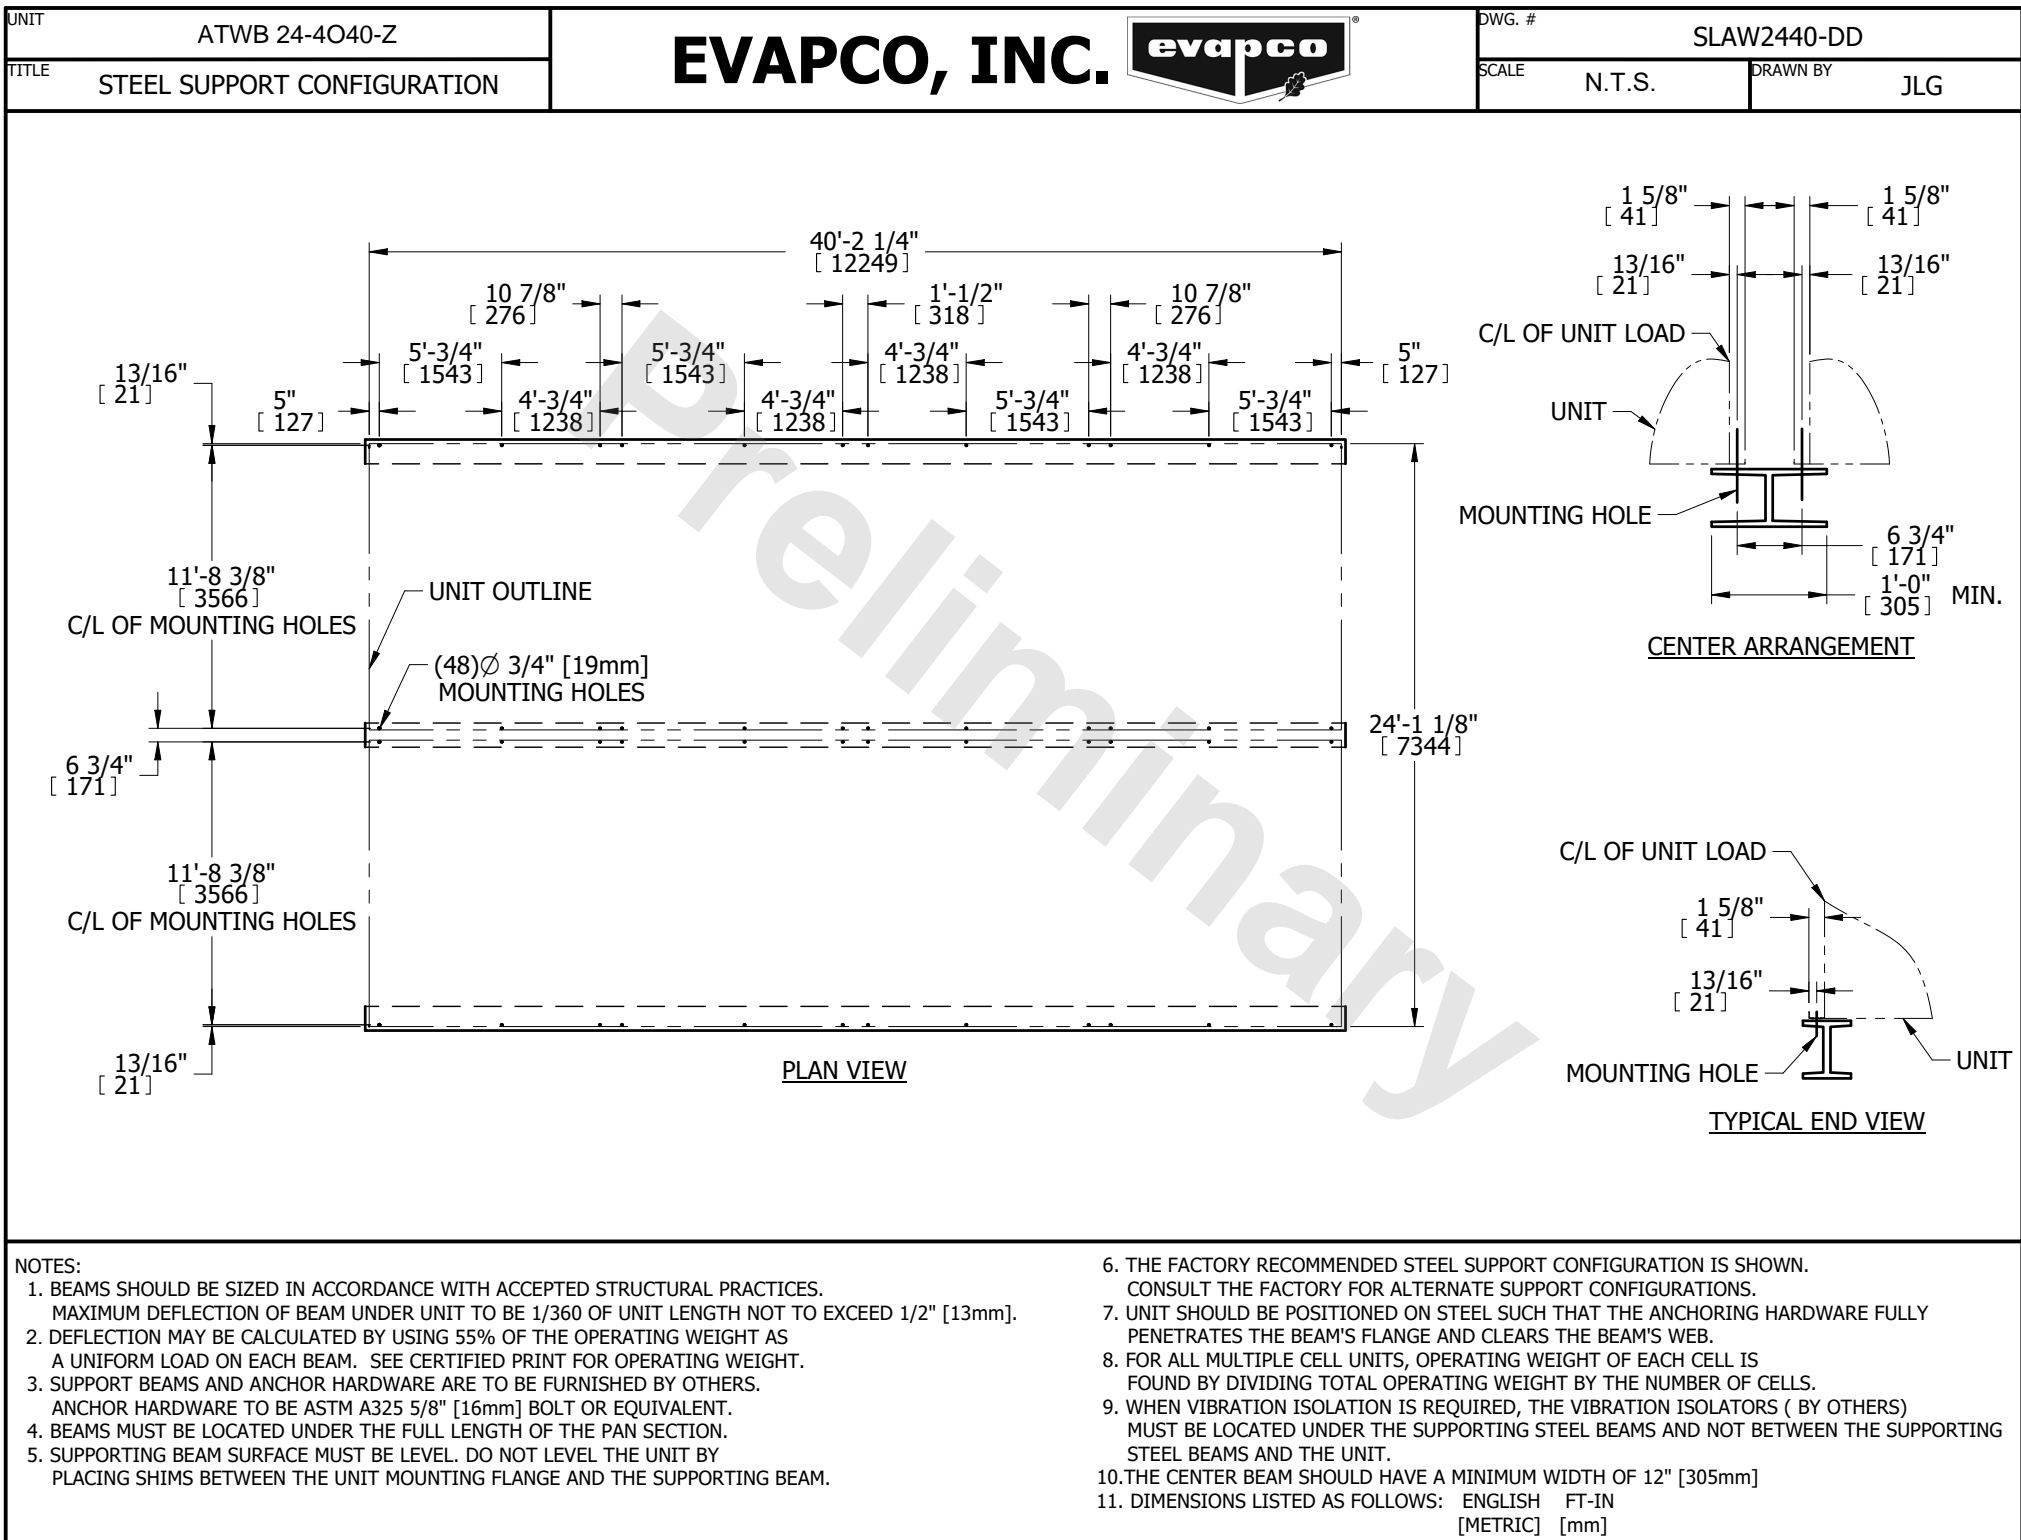 UNIT
ATWB 24-4O40-Z
TITLE
STEEL SUPPORT CONFIGURATION
EVAPCO, INC.
evapco
®
DWG. #
SLAW2440-DD
SCALE
N.T.S.
DRAWN BY
JLG
Preliminary
40'-2 1/4"
[ 12249]
10 7/8"
[ 276]
1'-1/2"
[ 318 ]
10 7/8"
[ 276]
5'-3/4"
[ 1543]
5'-3/4"
[ 1543]
4'-3/4"
[ 1238]
4'-3/4"
[ 1238]
5"
[ 127]
13/16"
[ 21]
5"
[ 127]
4'-3/4"
[ 1238]
4'-3/4"
[ 1238]
5'-3/4"
[ 1543]
5'-3/4"
[ 1543]
11'-8 3/8"
[ 3566]
C/L OF MOUNTING HOLES
UNIT OUTLINE
(48)∅ 3/4" [19mm]
MOUNTING HOLES
6 3/4"
[ 171]
24'-1 1/8"
[ 7344]
11'-8 3/8"
[ 3566]
C/L OF MOUNTING HOLES
13/16"
[ 21]
PLAN VIEW
1 5/8"
[ 41]
1 5/8"
[ 41]
13/16"
[ 21]
13/16"
[ 21]
C/L OF UNIT LOAD
UNIT
MOUNTING HOLE
6 3/4"
[ 171]
1'-0"
[ 305]
MIN.
CENTER ARRANGEMENT
C/L OF UNIT LOAD
1 5/8"
[ 41]
13/16"
[ 21]
MOUNTING HOLE
UNIT
TYPICAL END VIEW
NOTES:
1. BEAMS SHOULD BE SIZED IN ACCORDANCE WITH ACCEPTED STRUCTURAL PRACTICES.
MAXIMUM DEFLECTION OF BEAM UNDER UNIT TO BE 1/360 OF UNIT LENGTH NOT TO EXCEED 1/2" [13mm].
2. DEFLECTION MAY BE CALCULATED BY USING 55% OF THE OPERATING WEIGHT AS
A UNIFORM LOAD ON EACH BEAM. SEE CERTIFIED PRINT FOR OPERATING WEIGHT.
3. SUPPORT BEAMS AND ANCHOR HARDWARE ARE TO BE FURNISHED BY OTHERS.
ANCHOR HARDWARE TO BE ASTM A325 5/8" [16mm] BOLT OR EQUIVALENT.
4. BEAMS MUST BE LOCATED UNDER THE FULL LENGTH OF THE PAN SECTION.
5. SUPPORTING BEAM SURFACE MUST BE LEVEL. DO NOT LEVEL THE UNIT BY
PLACING SHIMS BETWEEN THE UNIT MOUNTING FLANGE AND THE SUPPORTING BEAM.
6. THE FACTORY RECOMMENDED STEEL SUPPORT CONFIGURATION IS SHOWN.
CONSULT THE FACTORY FOR ALTERNATE SUPPORT CONFIGURATIONS.
7. UNIT SHOULD BE POSITIONED ON STEEL SUCH THAT THE ANCHORING HARDWARE FULLY
PENETRATES THE BEAM'S FLANGE AND CLEARS THE BEAM'S WEB.
8. FOR ALL MULTIPLE CELL UNITS, OPERATING WEIGHT OF EACH CELL IS
FOUND BY DIVIDING TOTAL OPERATING WEIGHT BY THE NUMBER OF CELLS.
9. WHEN VIBRATION ISOLATION IS REQUIRED, THE VIBRATION ISOLATORS ( BY OTHERS)
MUST BE LOCATED UNDER THE SUPPORTING STEEL BEAMS AND NOT BETWEEN THE SUPPORTING
STEEL BEAMS AND THE UNIT.
10.THE CENTER BEAM SHOULD HAVE A MINIMUM WIDTH OF 12" [305mm]
11. DIMENSIONS LISTED AS FOLLOWS: ENGLISH FT-IN
[METRIC] [mm]